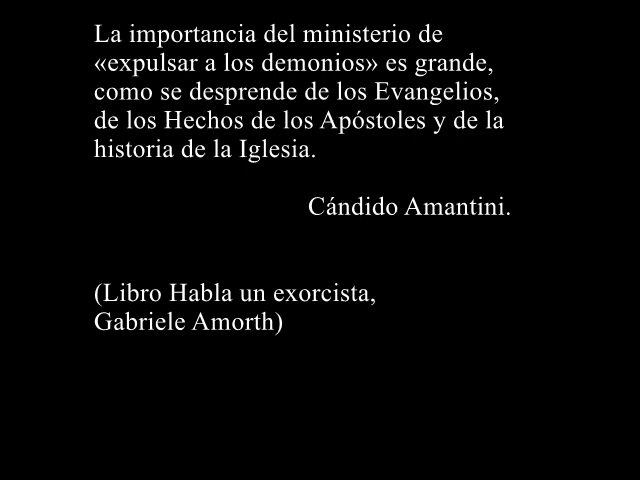 La importancia del ministerio de
«expulsar a los demonios» es grande,
como se desprende de los Evangelios,
de los Hechos de los Apóstoles y de la
historia de la Iglesia.
Cándido Amantini.
(Libro Habla un exorcista,
Gabriele Amorth)